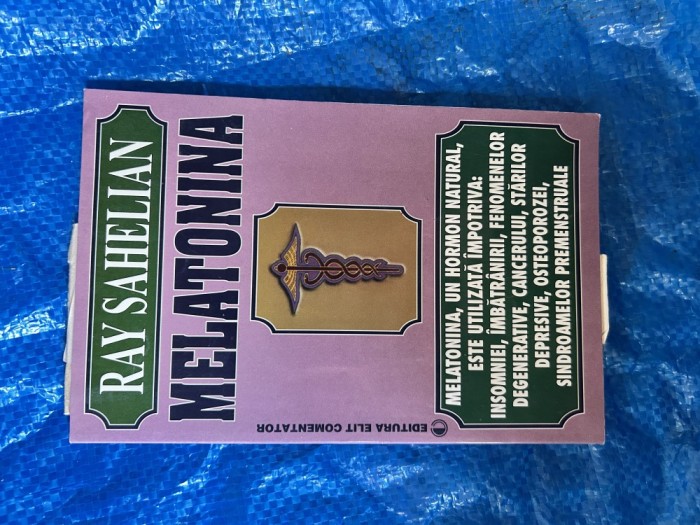 RAY SAHELIAN
MELATONINA
MELATONINA, UN HORMON NATURAL,
ESTE UTILIZATĂ ÎMPOTRIVA:
INSOMNIEI, ÎMBĂTRÂNIRII, FENOMENELOR
DEGENERATIVE, CANCERULUI, STĂRILOR
DEPRESIVE, OSTEOPOROZEI,
SINDROAMELOR PREMENSTRUALE
EDITURA ELIT COMENTATOR